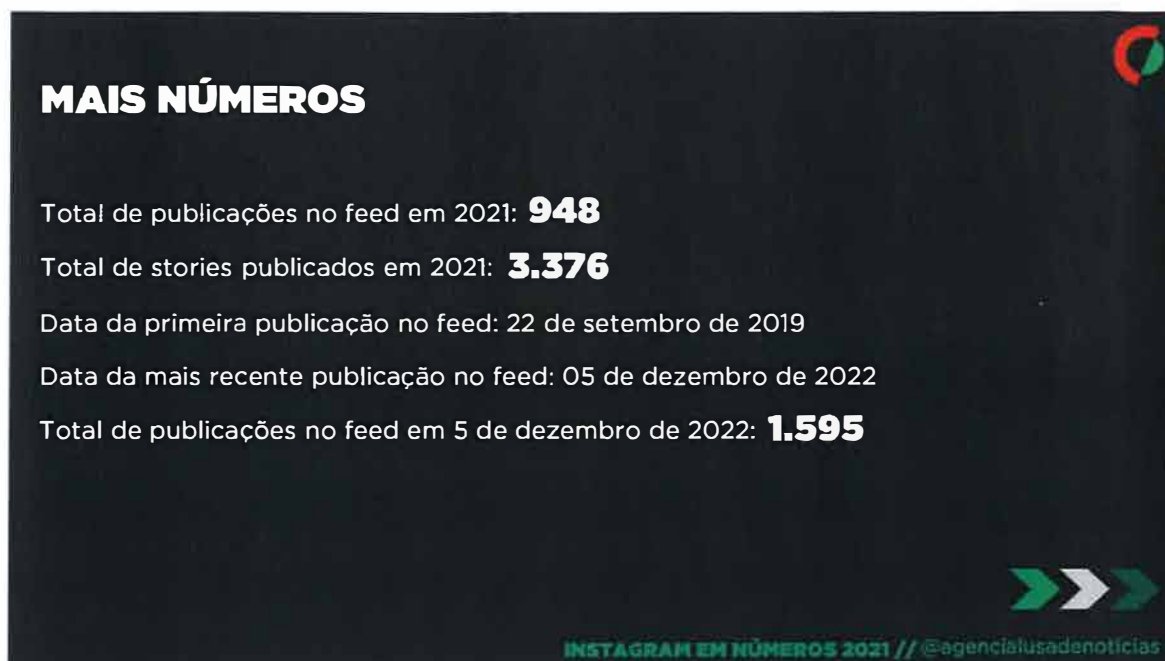 MAIS NÚMEROS
Total de publicações no feed em 2021: 948
Total de stories publicados em 2021: 3.376
Data da primeira publicação no feed: 22 de setembro de 2019
Data da mais recente publicação no feed: 05 de dezembro de 2022
Total de publicações no feed em 5 de dezembro de 2022: 1.595
INSTAGRAM EM NÚMEROS 2021 // @agencialusadenoticias